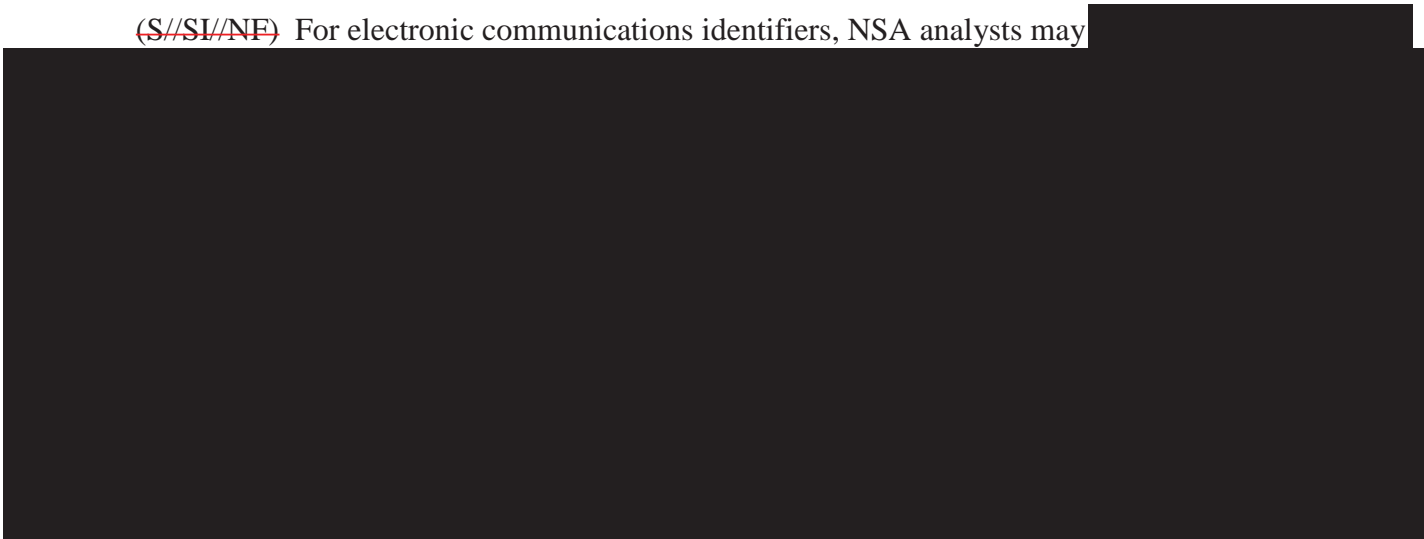 (S//SI//NF) For electronic communications identifiers, NSA analysts may